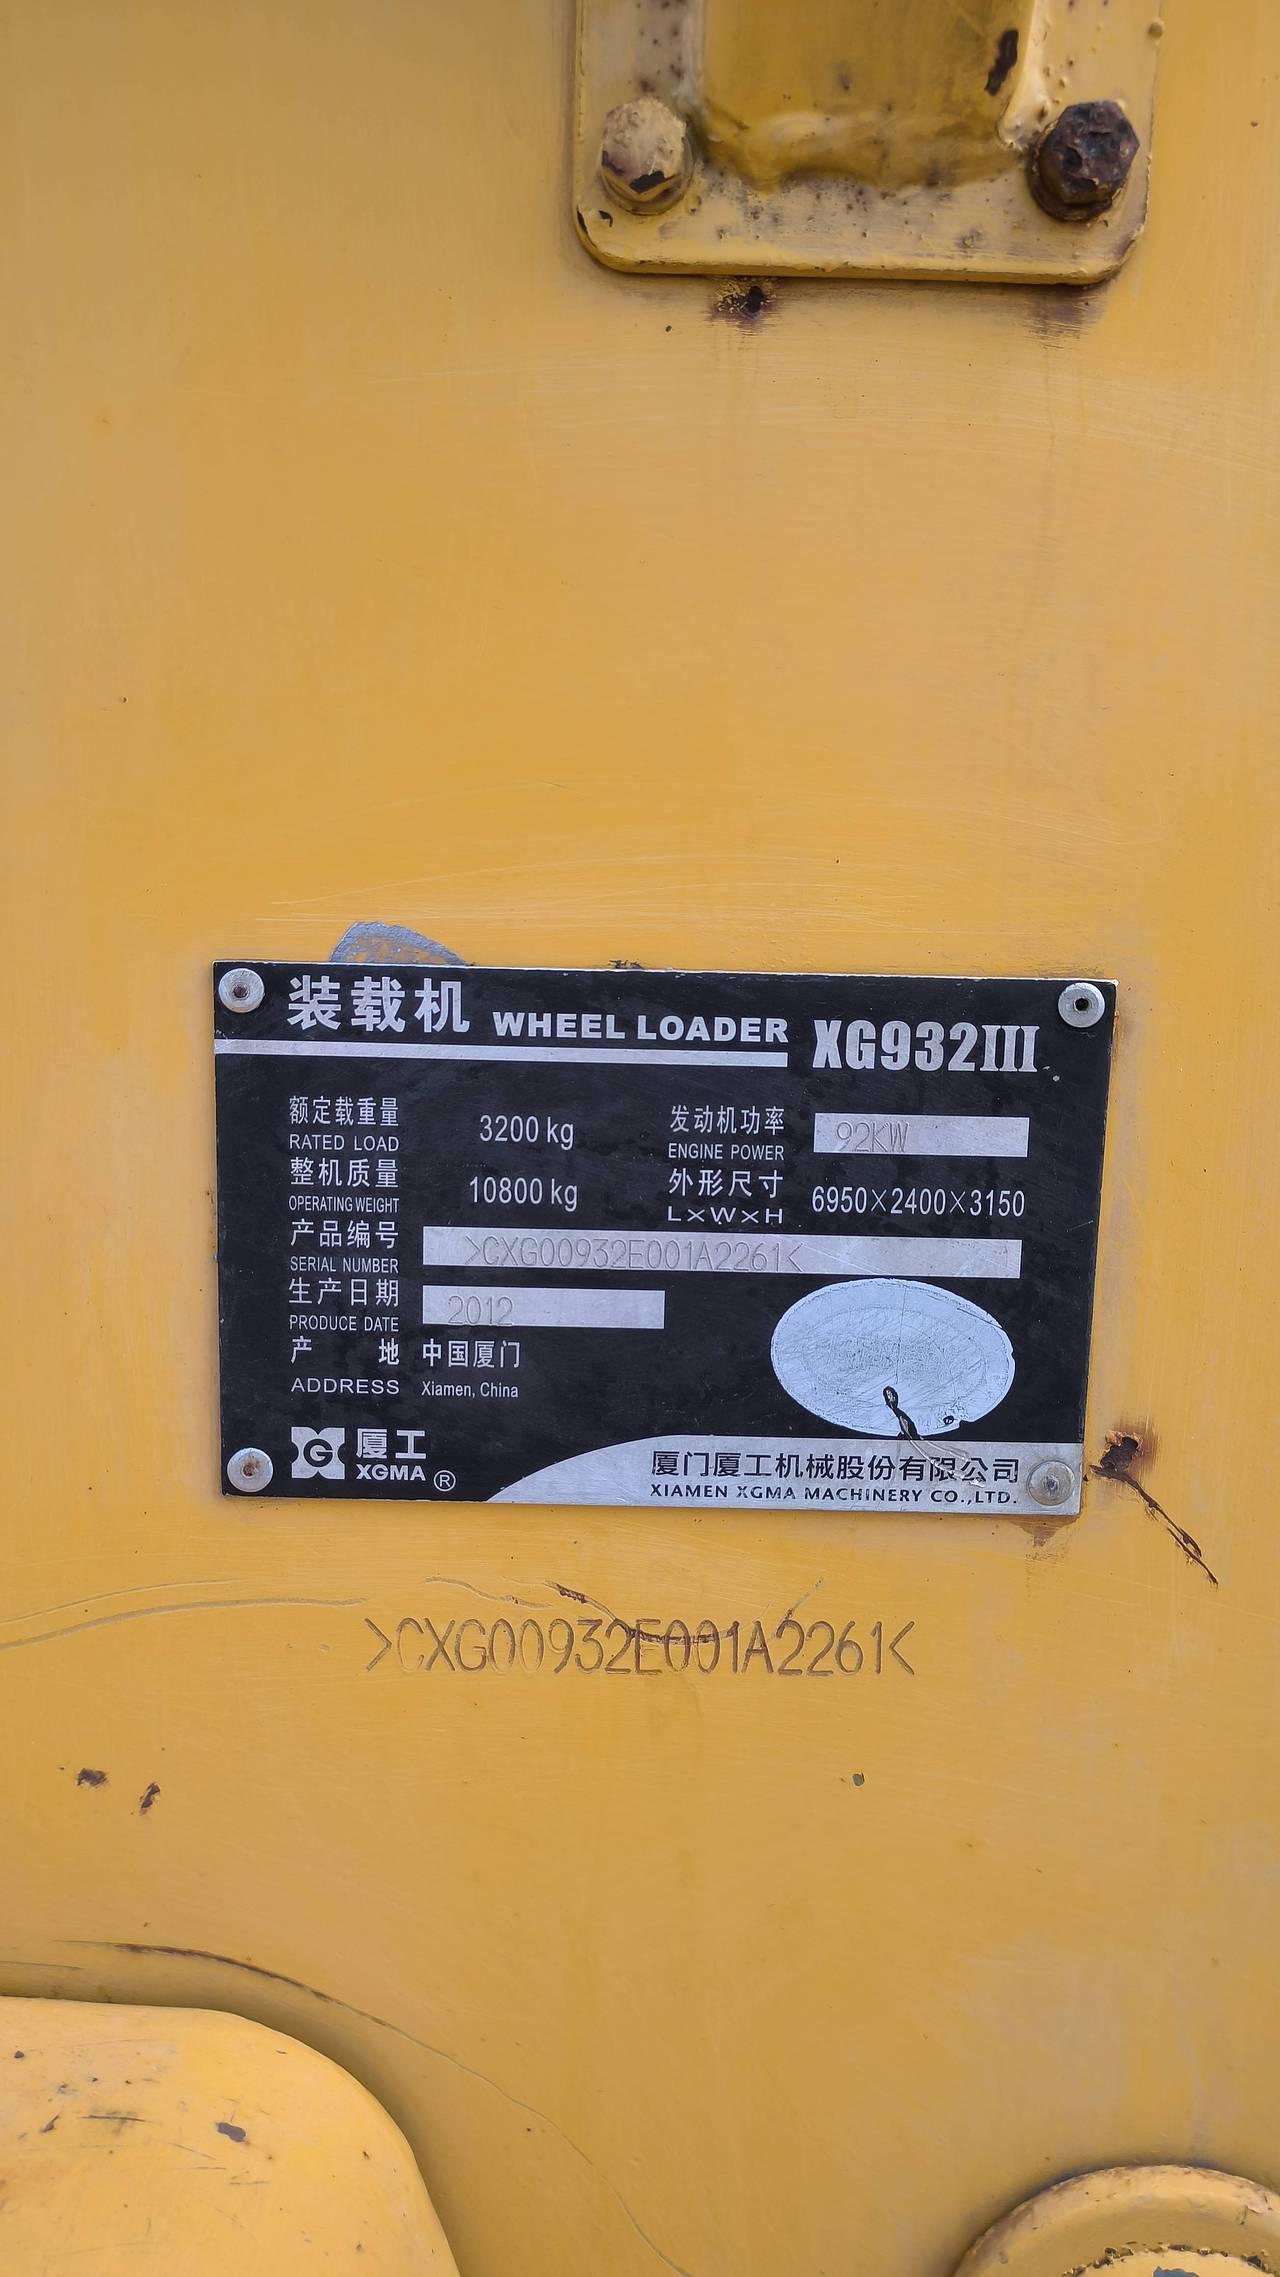 装载机 WHEEL LOADER XG932III
额定载重量 3200 kg 发动机功率 92KW
RATED LOAD ENGINE POWER
整机质量 10800 kg 外形尺寸 6950×2400×3150
OPERATING WEIGHT L×W×H
产品编号 >CXG00932E001A2261<
SERIAL NUMBER
生产日期 2012
PRODUCE DATE
产 地 中国厦门
ADDRESS Xiamen, China
G 厦工
XGMA ®
厦门厦工机械股份有限公司
XIAMEN XGMA MACHINERY CO.,LTD.
>CXG00932E001A2261<